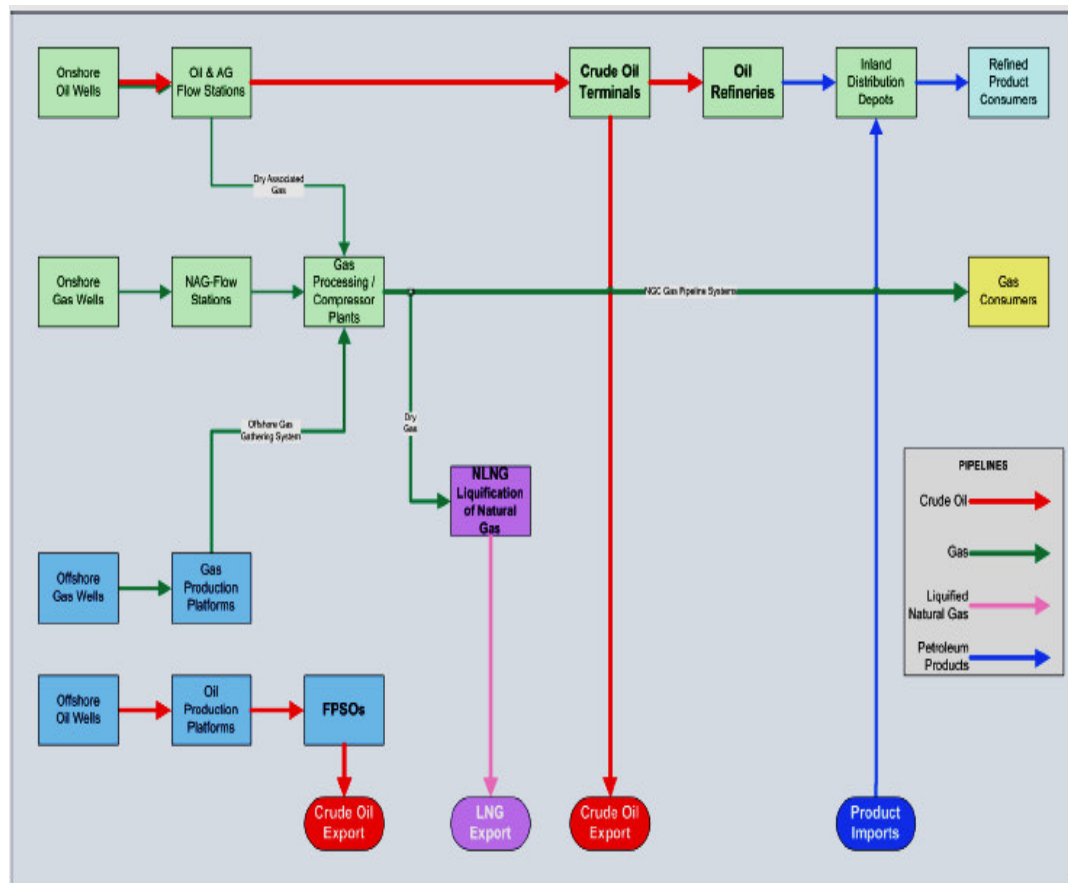 Onshore
Oil Wells
Oil & AG
Flow Stations
Crude Oil
Terminals
Oil
Refineries
Inland
Distribution
Depots
Refined
Product
Consumers
Dry Associated
Gas
Onshore
Gas Wells
NAG-Flow
Stations
Gas
Processing /
Compressor
Plants
NGC Gas Pipeline Systems
Gas
Consumers
Offshore Gas
Gathering System
Dry
Gas
NLNG
Liquification
of Natural
Gas
PIPELINES
Crude Oil
Gas
Liquified
Natural Gas
Petroleum
Products
Offshore
Gas Wells
Gas
Production
Platforms
Offshore
Oil Wells
Oil
Production
Platforms
FPSOs
Crude Oil
Export
LNG
Export
Crude Oil
Export
Product
Imports